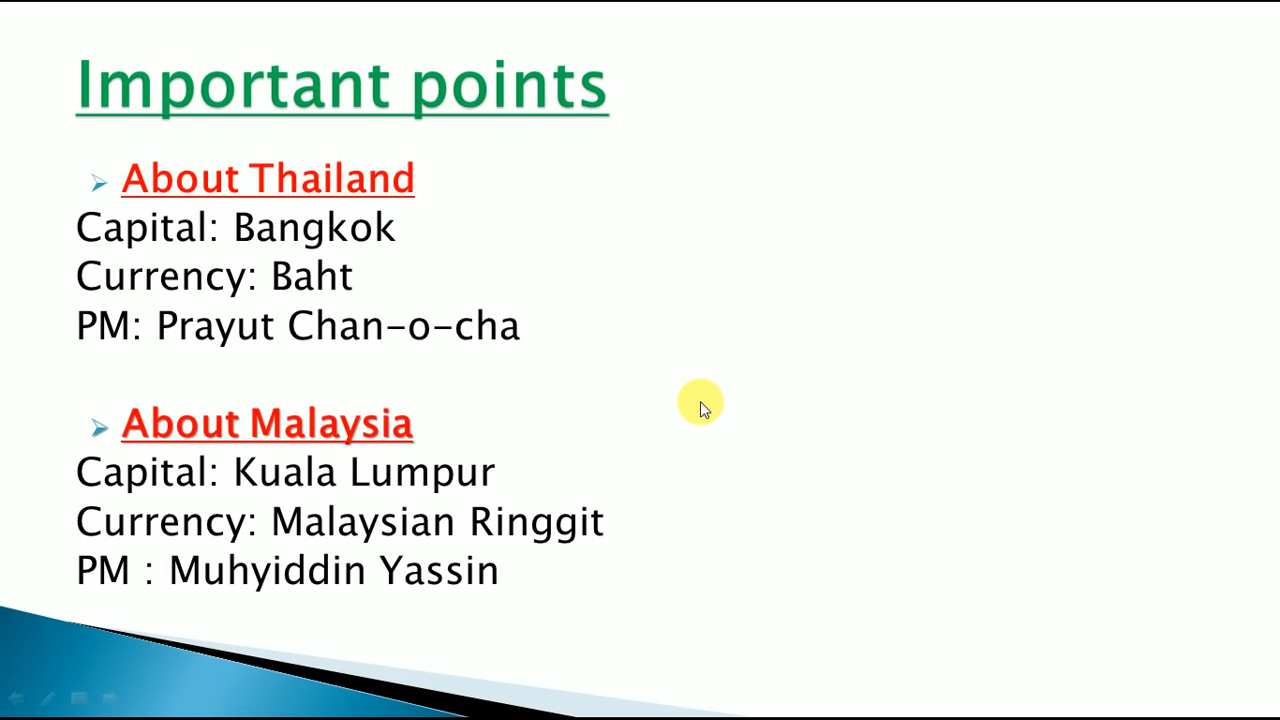 Important points
About Thailand
Capital: Bangkok
Currency: Baht
PM: Prayut Chan-o-cha
About Malaysia
Capital: Kuala Lumpur
Currency: Malaysian Ringgit
PM : Muhyiddin Yassin